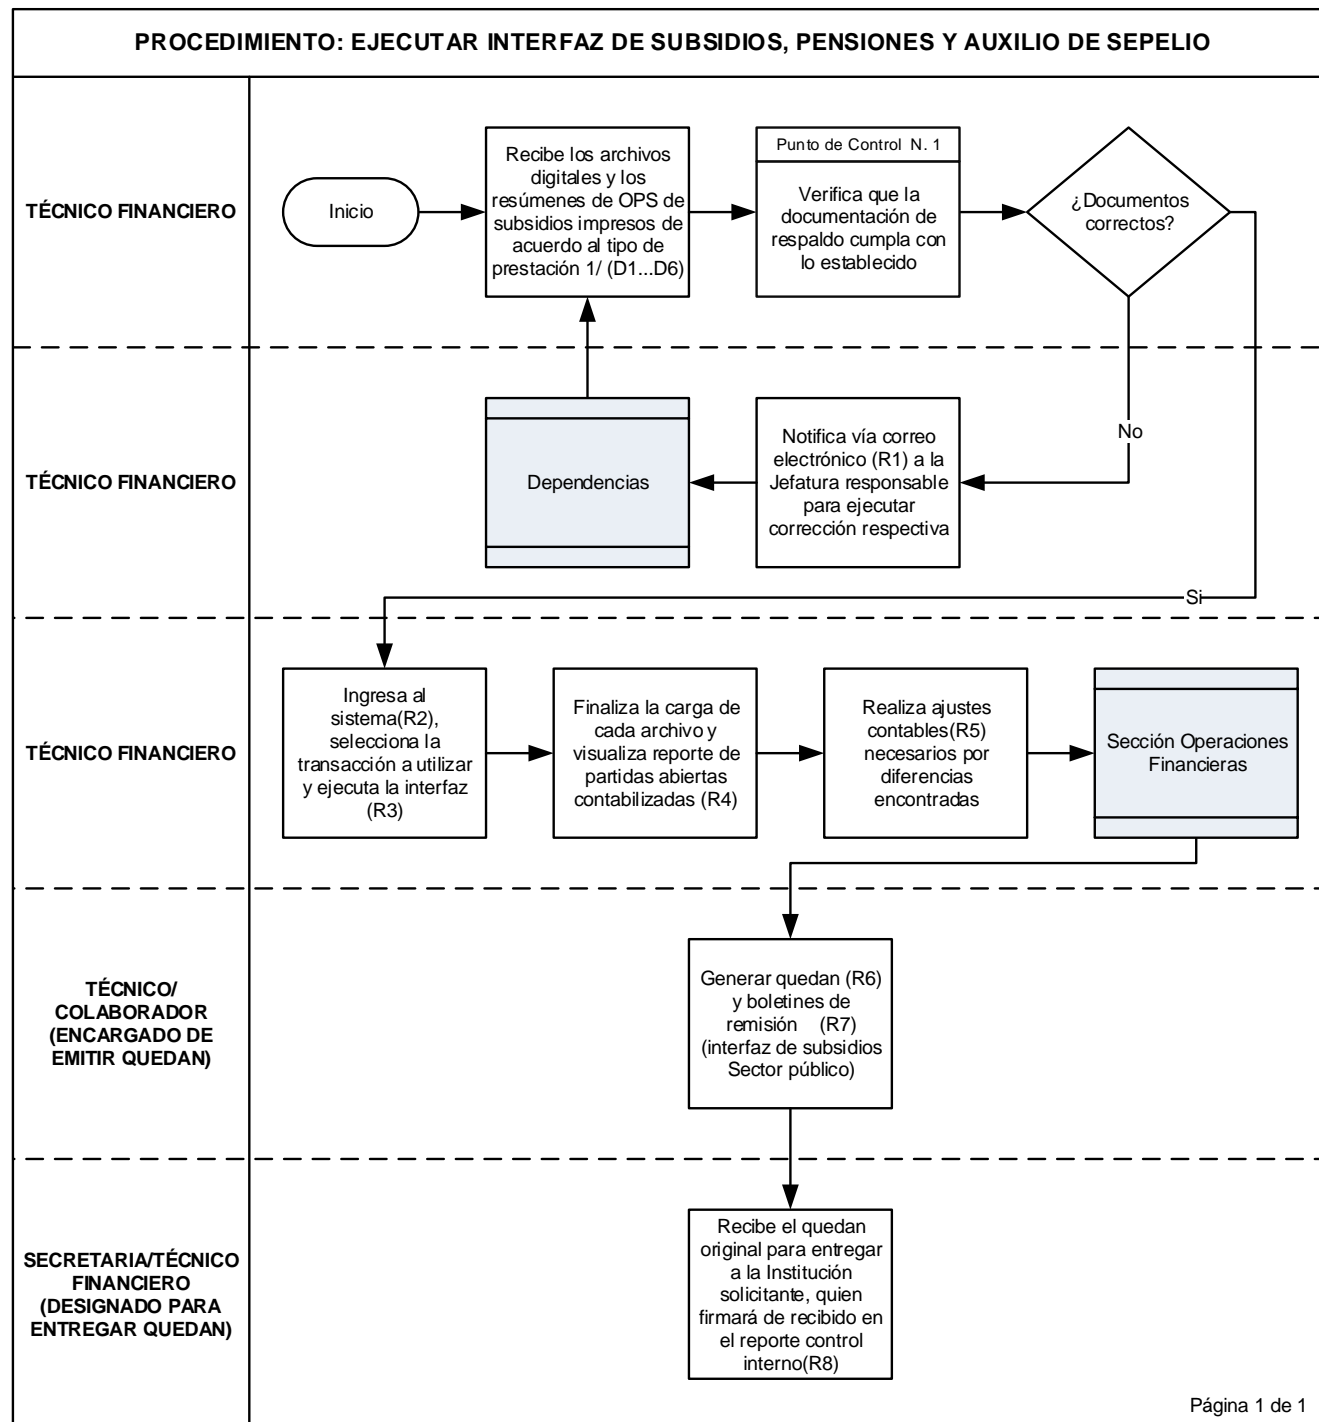 PROCEDIMIENTO: EJECUTAR INTERFAZ DE SUBSIDIOS, PENSIONES Y AUXILIO DE SEPELIO
TÉCNICO FINANCIERO
Inicio
Recibe los archivos
digitales y los
resúmenes de OPS de
subsidios impresos de
acuerdo al tipo de
prestación 1/ (D1...D6)
Punto de Control N. 1
Verifica que la
documentación de
respaldo cumpla con
lo establecido
¿Documentos
correctos?
TÉCNICO FINANCIERO
Dependencias
Notifica vía correo
electrónico (R1) a la
Jefatura responsable
para ejecutar
corrección respectiva
No
Si
TÉCNICO FINANCIERO
Ingresa al
sistema(R2),
selecciona la
transacción a utilizar
y ejecuta la interfaz
(R3)
Finaliza la carga de
cada archivo y
visualiza reporte de
partidas abiertas
contabilizadas (R4)
Realiza ajustes
contables(R5)
necesarios por
diferencias
encontradas
Sección Operaciones
Financieras
TÉCNICO/
COLABORADOR
(ENCARGADO DE
EMITIR QUEDAN)
Generar quedan (R6)
y boletines de
remisión (R7)
(interfaz de subsidios
Sector público)
SECRETARIA/TÉCNICO
FINANCIERO
(DESIGNADO PARA
ENTREGAR QUEDAN)
Recibe el quedan
original para entregar
a la Institución
solicitante, quien
firmará de recibido en
el reporte control
interno(R8)
Página 1 de 1